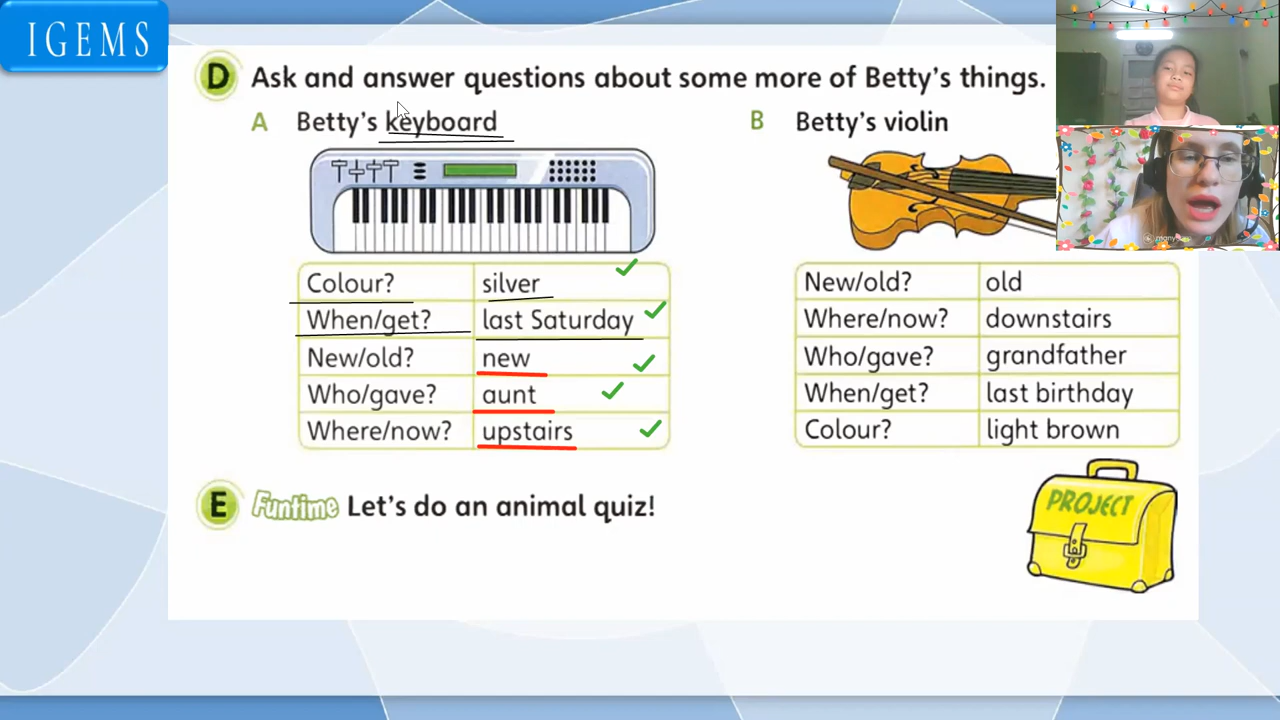 IGEMS
D Ask and answer questions about some more of Betty's things.
A Betty's keyboard
Colour? silver
When/get? last Saturday
New/old? new
Who/gave? aunt
Where/now? upstairs
B Betty's violin
New/old? old
Where/now? downstairs
Who/gave? grandfather
When/get? last birthday
Colour? light brown
E Funtime Let's do an animal quiz!
PROJECT